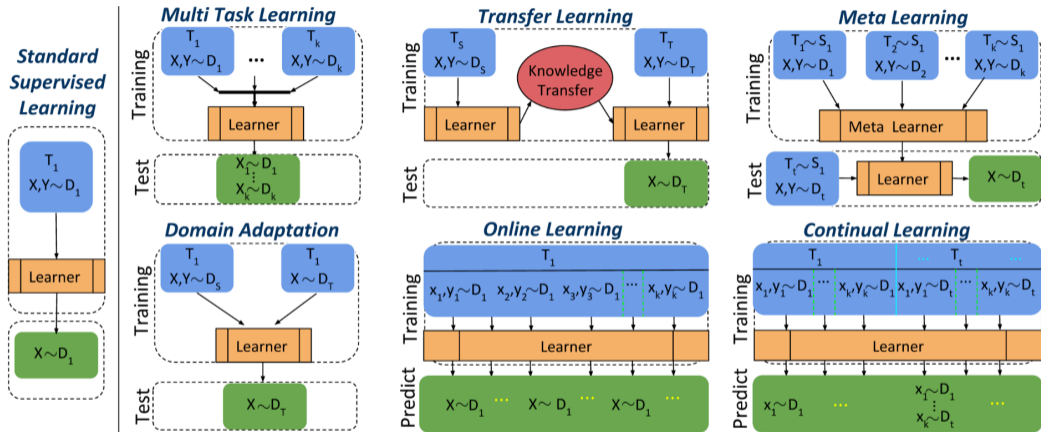 Standard
Supervised
Learning
T₁
X,Y∼D₁
Learner
X∼D₁
Multi Task Learning
Training
T₁
X,Y∼D₁
...
Tₖ
X,Y∼Dₖ
Learner
Test
X₁∼D₁
⋮
Xₖ∼Dₖ
Transfer Learning
Tₛ
X,Y∼Dₛ
Knowledge
Transfer
T_T
X,Y∼D_T
Learner
Learner
Training
Test
X∼D_T
Meta Learning
Training
T₁∼S₁
X,Y∼D₁
T₂∼S₁
X,Y∼D₂
...
Tₖ∼S₁
X,Y∼Dₖ
Meta Learner
Test
Tₜ∼S₁
X,Y∼Dₜ
Learner
X∼Dₜ
Domain Adaptation
Training
T₁
X,Y∼Dₛ
T₁
X∼D_T
Learner
Test
X∼D_T
Online Learning
Training
T₁
x₁,y₁∼D₁ x₂,y₂∼D₁ x₃,y₃∼D₁ ... xₖ,yₖ∼D₁
Learner
Predict
X∼D₁ ... X∼D₁ ... X∼D₁ ...
Continual Learning
Training
T₁ ... Tₜ ...
x₁,y₁∼D₁ ... xₖ,yₖ∼D₁ x₁,y₁∼Dₜ ... xₖ,yₖ∼Dₜ
Learner
Predict
x₁∼D₁ ... x₁∼D₁ ...
⋮
xₖ∼Dₜ